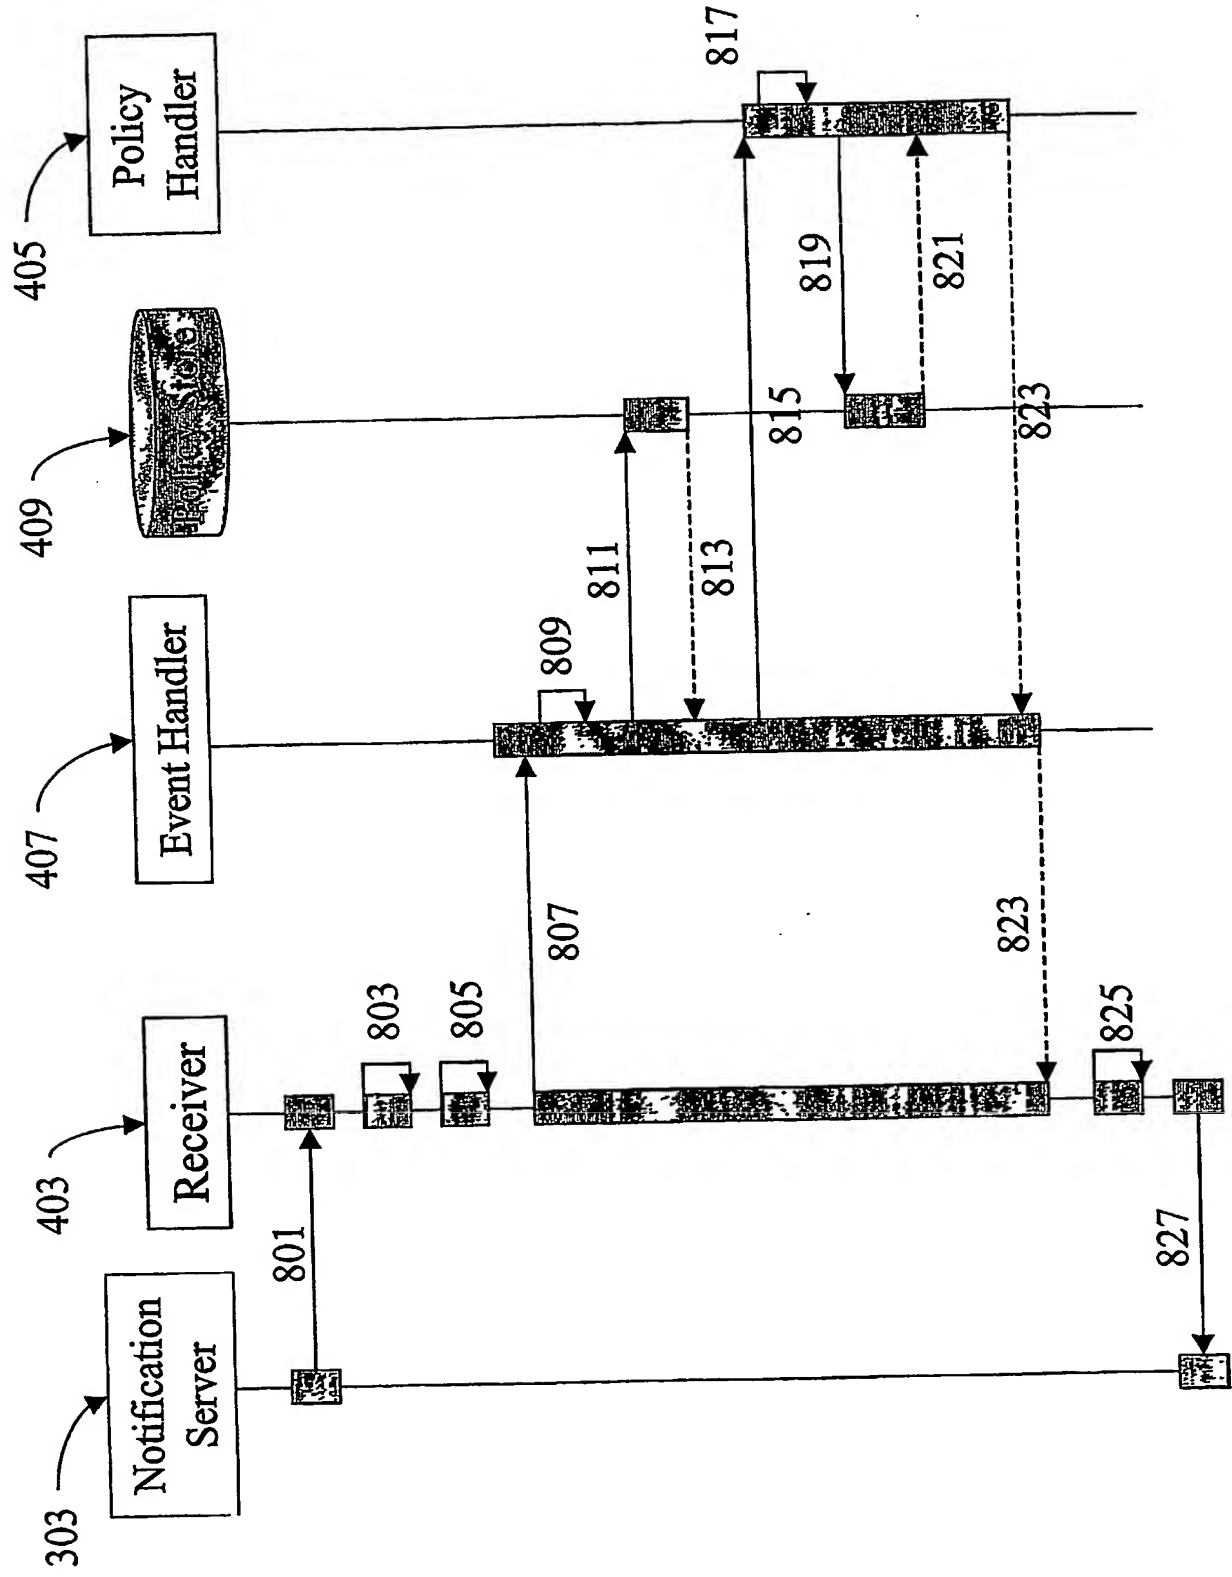 303
Notification
Server
403
Receiver
407
Event Handler
409
Policy Store
405
Policy
Handler
801
803
805
807
809
811
813
815
817
819
821
823
823
825
827